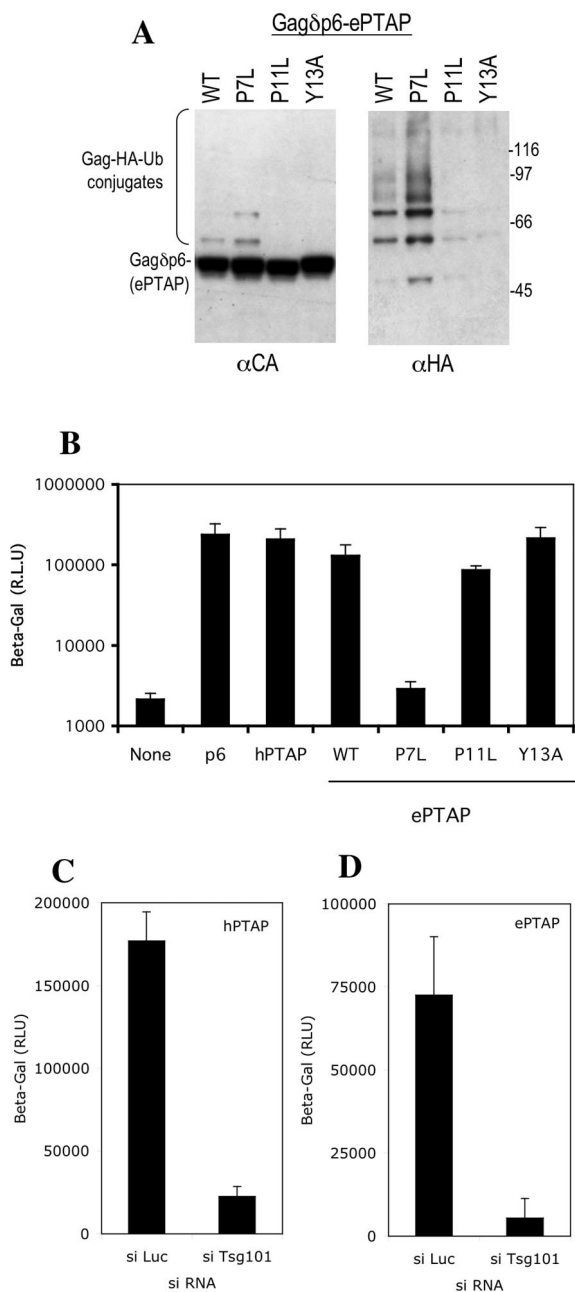 A
Gagδp6-ePTAP
WT P7L P11L Y13A WT P7L P11L Y13A
Gag-HA-Ub
conjugates
Gagδp6-
(ePTAP)
-116
-97
-66
-45
αCA αHA
B
Beta-Gal (R.L.U)
1000000
100000
10000
1000
None p6 hPTAP WT P7L P11L Y13A
ePTAP
C
hPTAP
Beta-Gal (RLU)
200000
150000
100000
50000
0
si Luc si Tsg101
si RNA
D
ePTAP
Beta-Gal (RLU)
100000
75000
50000
25000
0
si Luc si Tsg101
si RNA